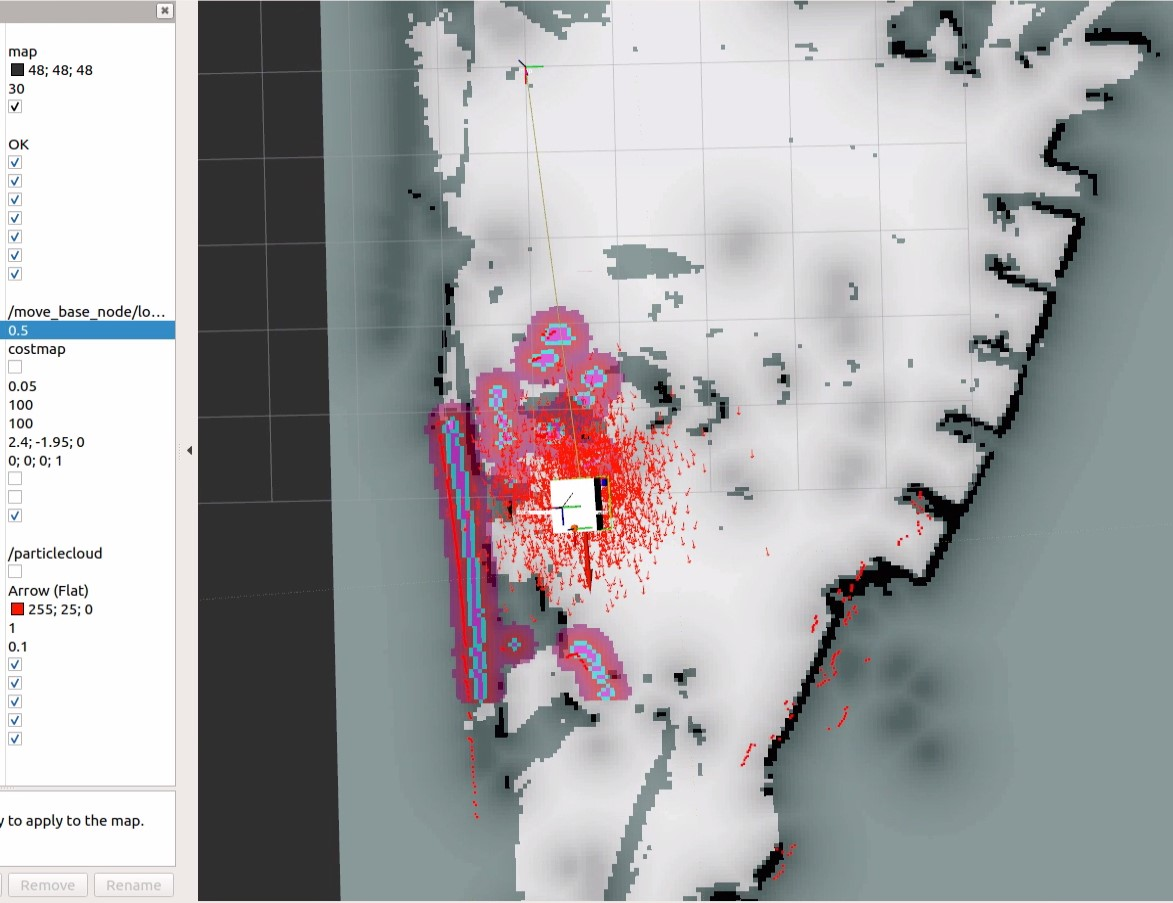 map
48; 48; 48
30
OK
/move_base_node/lo...
0.5
costmap
0.05
100
100
2.4; -1.95; 0
0; 0; 0; 1
/particlecloud
Arrow (Flat)
255; 25; 0
1
0.1
y to apply to the map.
Remove
Rename